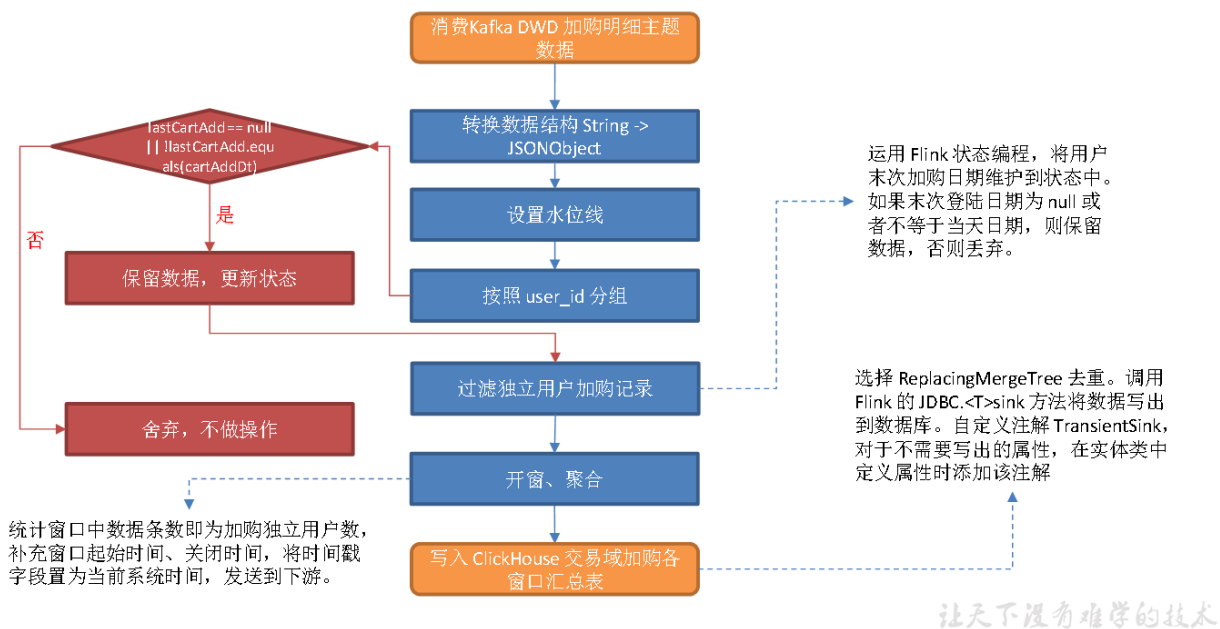 消费Kafka DWD 加购明细主题
数据
转换数据结构 String ->
JSONObject
设置水位线
按照 user_id 分组
lastCartAdd == null
|| !lastCartAdd.equ
als(cartAddDt)
是
否
保留数据，更新状态
舍弃，不做操作
过滤独立用户加购记录
开窗、聚合
写入 ClickHouse 交易域加购各
窗口汇总表
运用 Flink 状态编程，将用户
末次加购日期维护到状态中。
如果末次登陆日期为 null 或
者不等于当天日期，则保留
数据，否则丢弃。
选择 ReplacingMergeTree 去重。调用
Flink 的 JDBC.<T>sink 方法将数据写出
到数据库。自定义注解 TransientSink，
对于不需要写出的属性，在实体类中
定义属性时添加该注解
统计窗口中数据条数即为加购独立用户数，
补充窗口起始时间、关闭时间，将时间戳
字段置为当前系统时间，发送到下游。
让天下没有难学的技术